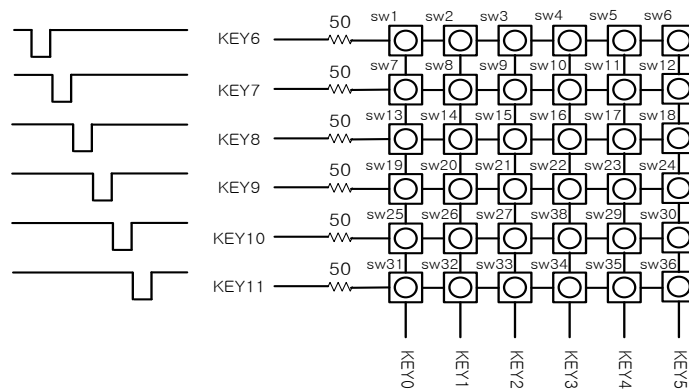 50 sw1 sw2 sw3 sw4 sw5 sw6
KEY6
50 sw7 sw8 sw9 sw10 sw11 sw12
KEY7
50 sw13 sw14 sw15 sw16 sw17 sw18
KEY8
50 sw19 sw20 sw21 sw22 sw23 sw24
KEY9
50 sw25 sw26 sw27 sw38 sw29 sw30
KEY10
50 sw31 sw32 sw33 sw34 sw35 sw36
KEY11
KEY0 KEY1 KEY2 KEY3 KEY4 KEY5